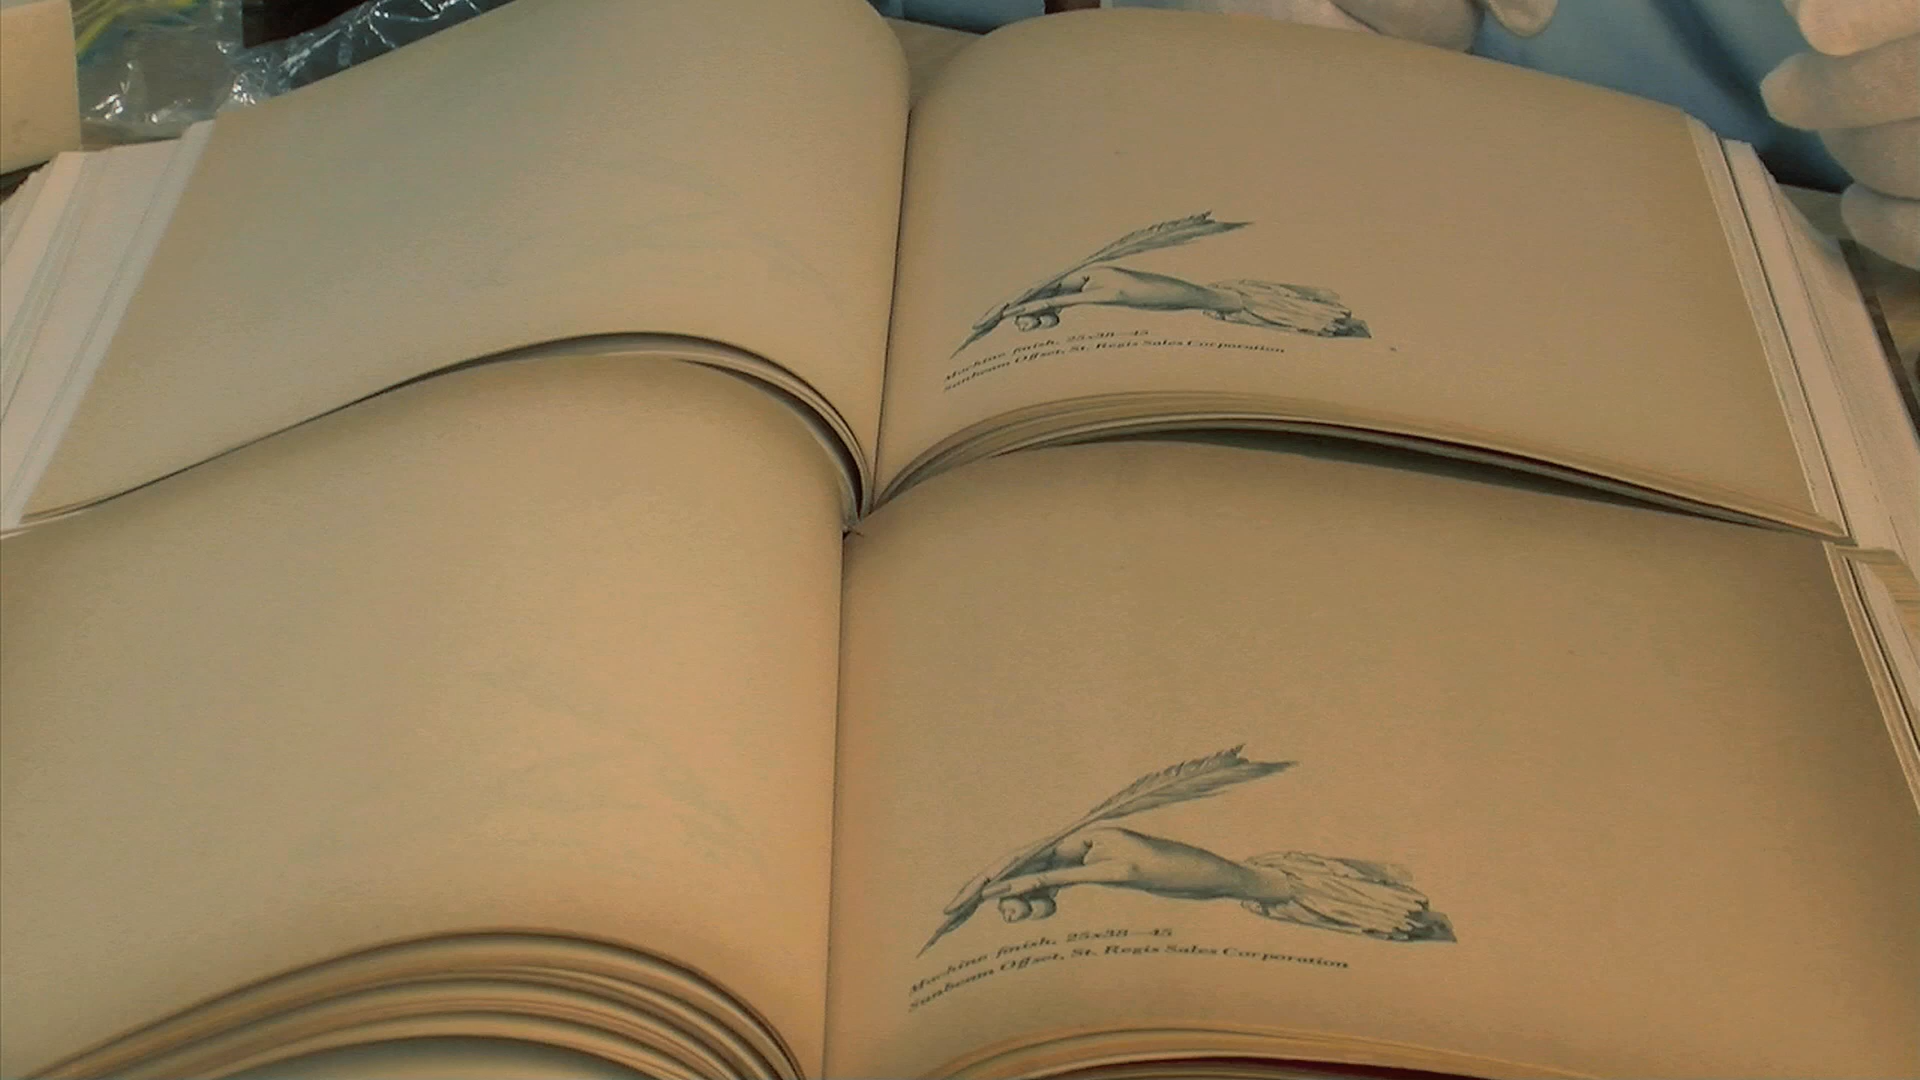 Machine finish, 25x38—45
Sunbeam Offset, St. Regis Sales Corporation
Machine finish, 25x38—45
Sunbeam Offset, St. Regis Sales Corporation